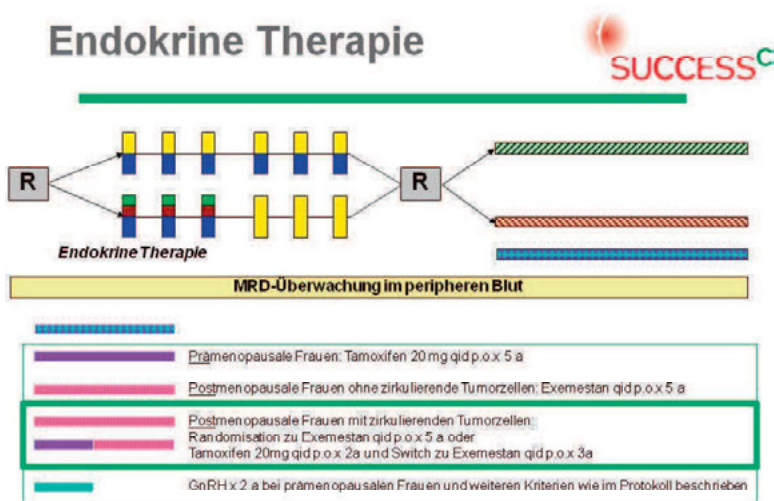 Endokrine Therapie
SUCCESS C
R
R
Endokrine Therapie
MRD-Überwachung im peripheren Blut
Prämenopausale Frauen: Tamoxifen 20 mg qid p.o.x 5 a
Postmenopausale Frauen ohne zirkulierende Tumorzellen: Exemestan qid p.o.x 5 a
Postmenopausale Frauen mit zirkulierenden Tumorzellen:
Randomisation zu Exemestan qid p.o.x 5 a oder
Tamoxifen 20mg qid p.o.x 2a und Switch zu Exemestan qid p.o.x 3a
GnRH x 2 a bei prämenopausalen Frauen und weiteren Kriterien wie im Protokoll beschrieben